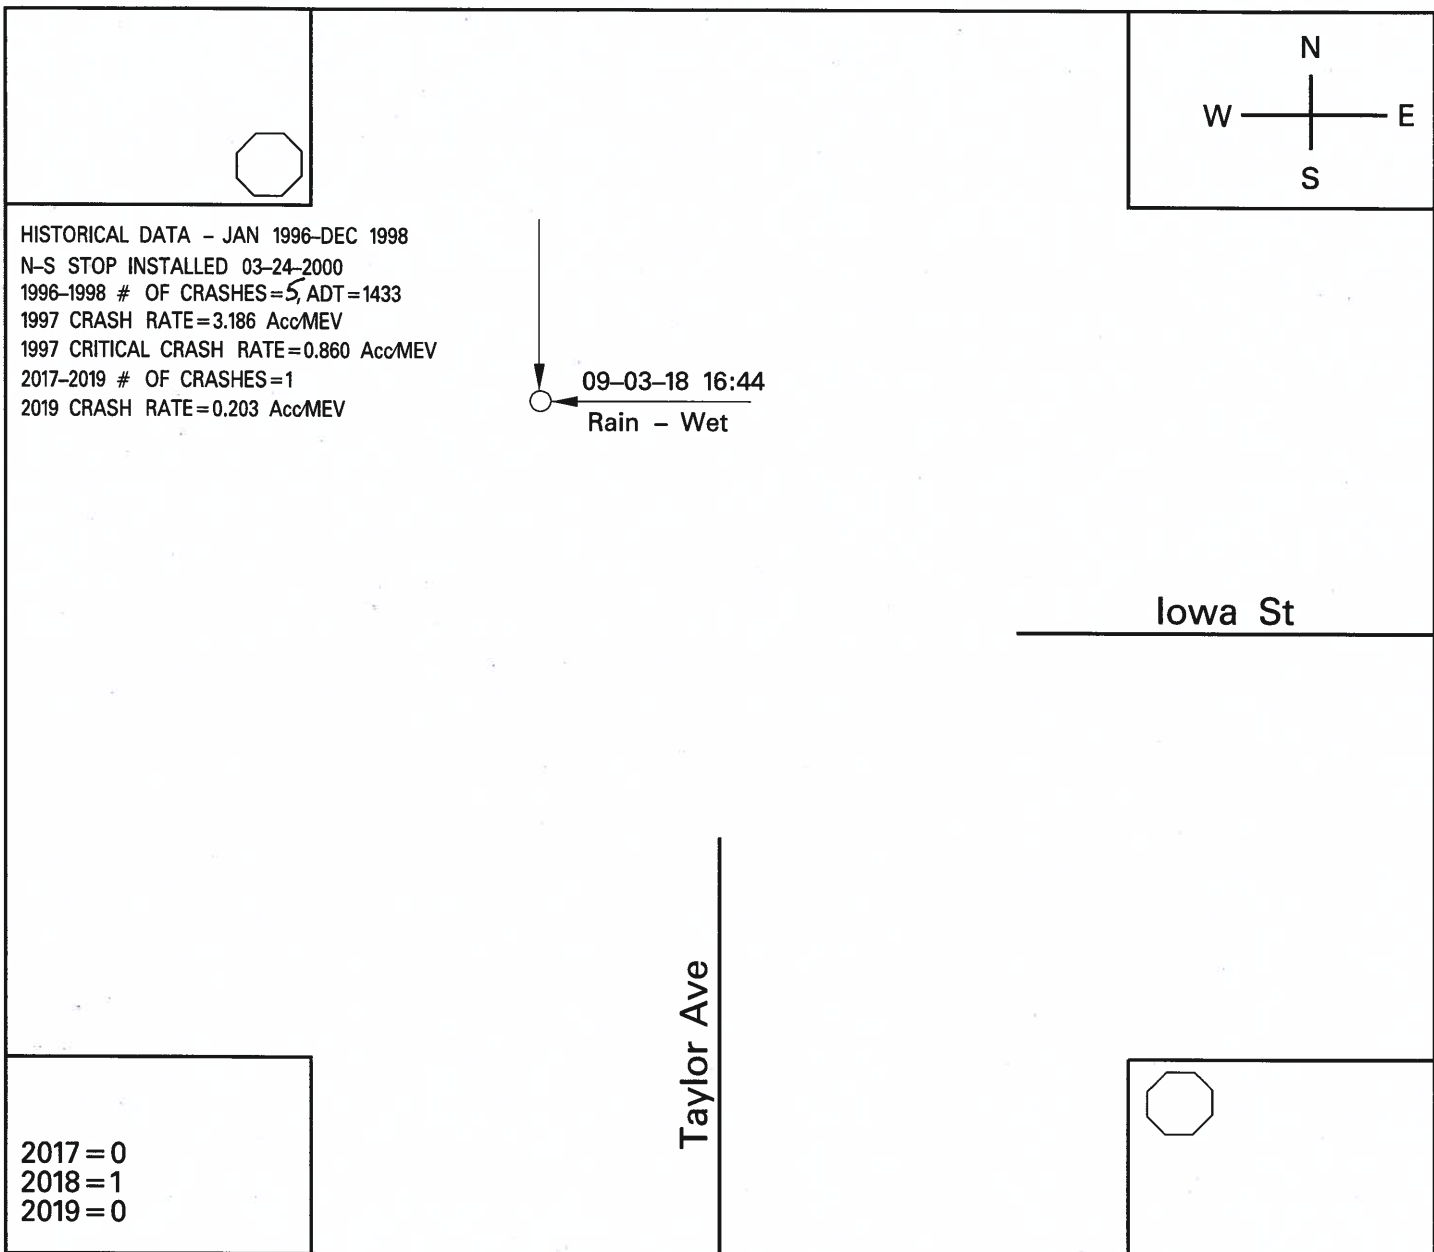 N
W E
S
HISTORICAL DATA – JAN 1996–DEC 1998
N–S STOP INSTALLED 03–24–2000
1996–1998 # OF CRASHES=5, ADT=1433
1997 CRASH RATE=3.186 Acc/MEV
1997 CRITICAL CRASH RATE=0.860 Acc/MEV
2017–2019 # OF CRASHES=1
2019 CRASH RATE=0.203 Acc/MEV
09–03–18 16:44
Rain – Wet
Iowa St
Taylor Ave
2017=0
2018=1
2019=0